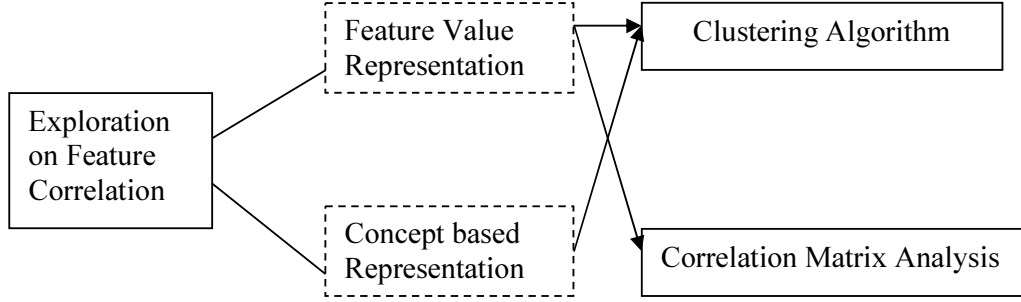 Exploration
on Feature
Correlation
Feature Value
Representation
Concept based
Representation
Clustering Algorithm
Correlation Matrix Analysis